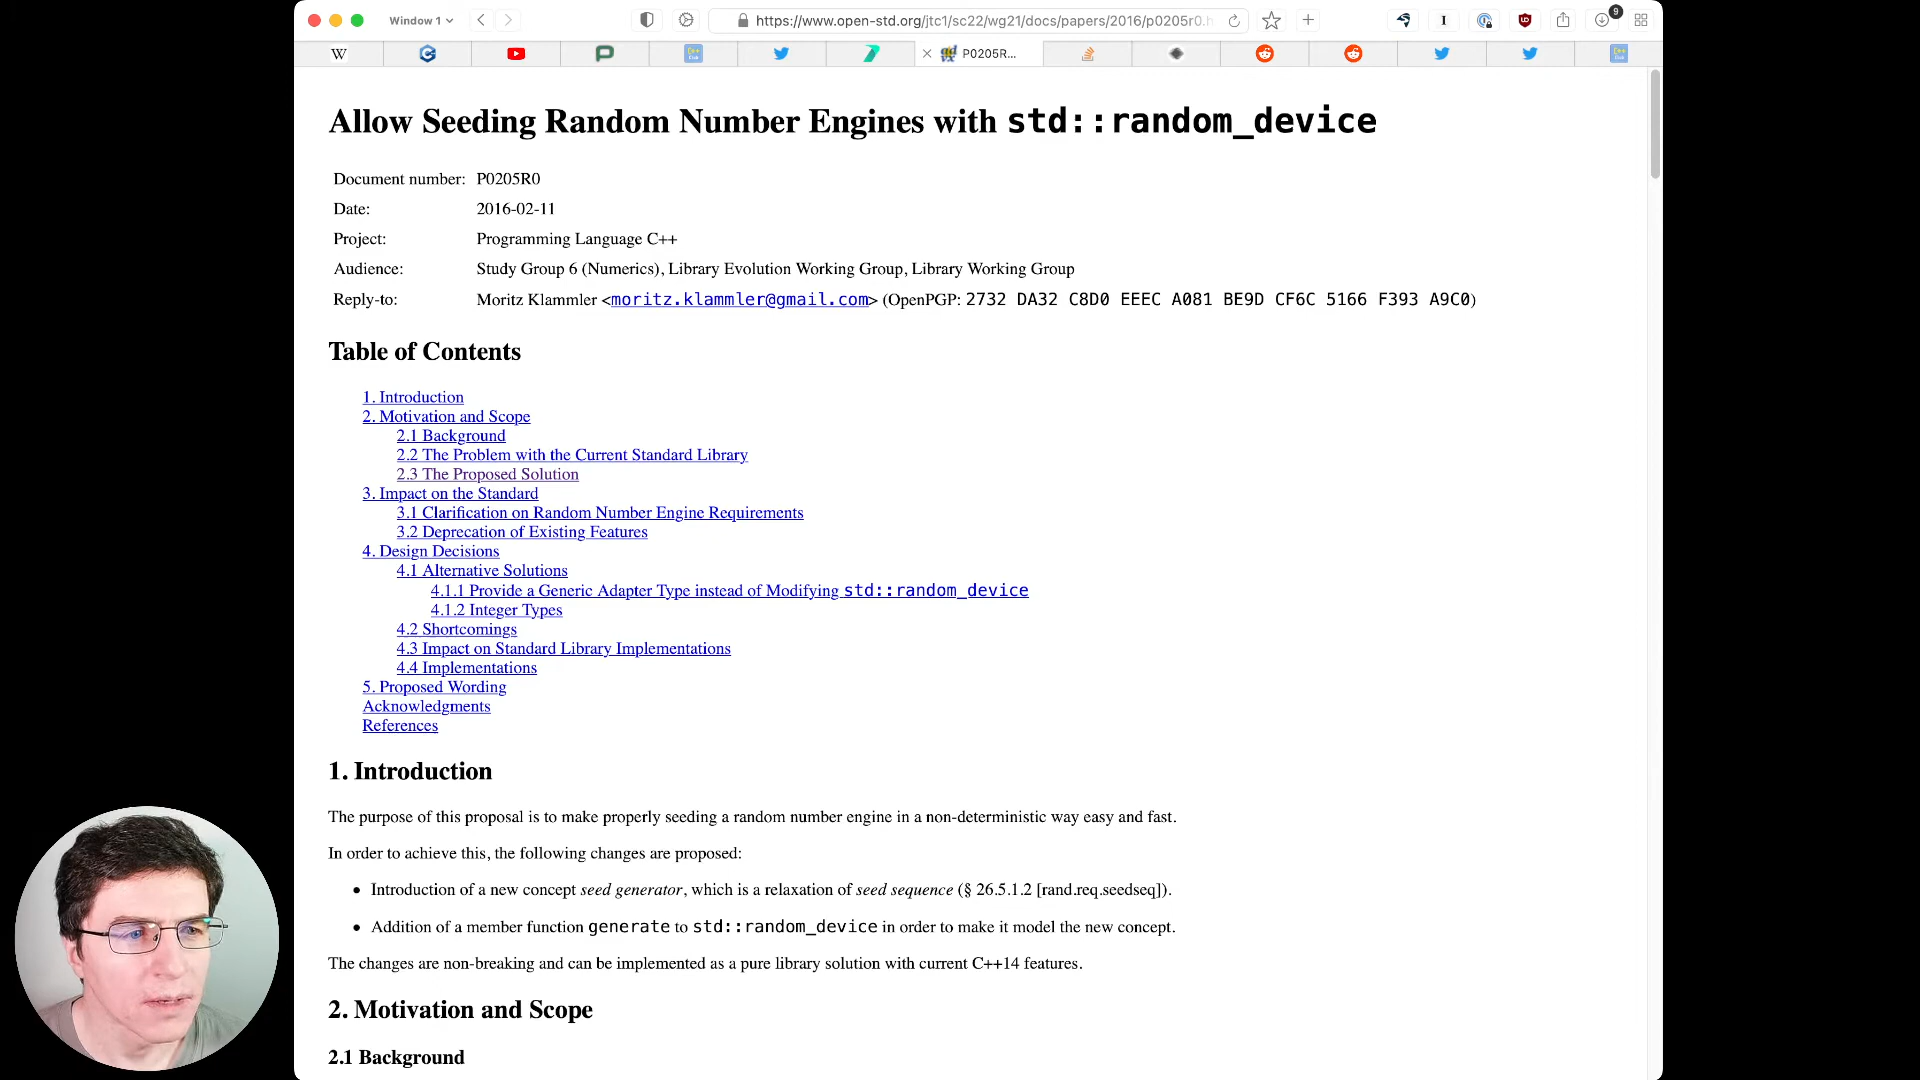 Window 1
https://www.open-std.org/jtc1/sc22/wg21/docs/papers/2016/p0205r0.h
9
W
P0205R...
Allow Seeding Random Number Engines with std::random_device
Document number: P0205R0
Date: 2016-02-11
Project: Programming Language C++
Audience: Study Group 6 (Numerics), Library Evolution Working Group, Library Working Group
Reply-to: Moritz Klammler <moritz.klammler@gmail.com> (OpenPGP: 2732 DA32 C8D0 EEEC A081 BE9D CF6C 5166 F393 A9C0)
Table of Contents
1. Introduction
2. Motivation and Scope
2.1 Background
2.2 The Problem with the Current Standard Library
2.3 The Proposed Solution
3. Impact on the Standard
3.1 Clarification on Random Number Engine Requirements
3.2 Deprecation of Existing Features
4. Design Decisions
4.1 Alternative Solutions
4.1.1 Provide a Generic Adapter Type instead of Modifying std::random_device
4.1.2 Integer Types
4.2 Shortcomings
4.3 Impact on Standard Library Implementations
4.4 Implementations
5. Proposed Wording
Acknowledgments
References
1. Introduction
The purpose of this proposal is to make properly seeding a random number engine in a non-deterministic way easy and fast.
In order to achieve this, the following changes are proposed:
• Introduction of a new concept seed generator, which is a relaxation of seed sequence (§ 26.5.1.2 [rand.req.seedseq]).
• Addition of a member function generate to std::random_device in order to make it model the new concept.
The changes are non-breaking and can be implemented as a pure library solution with current C++14 features.
2. Motivation and Scope
2.1 Background